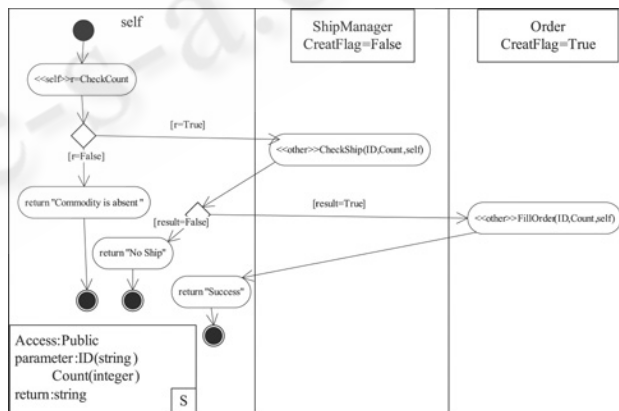 self
ShipManager
CreatFlag=False
Order
CreatFlag=True
<<self>>r=CheckCount
[r=True]
[r=False]
<<other>>CheckShip(ID,Count,self)
return"Commodity is absent"
[result=False]
[result=True]
<<other>>FillOrder(ID,Count,self)
return"No Ship"
return"Success"
Access:Public
parameter:ID(string)
Count(integer)
return:string
S